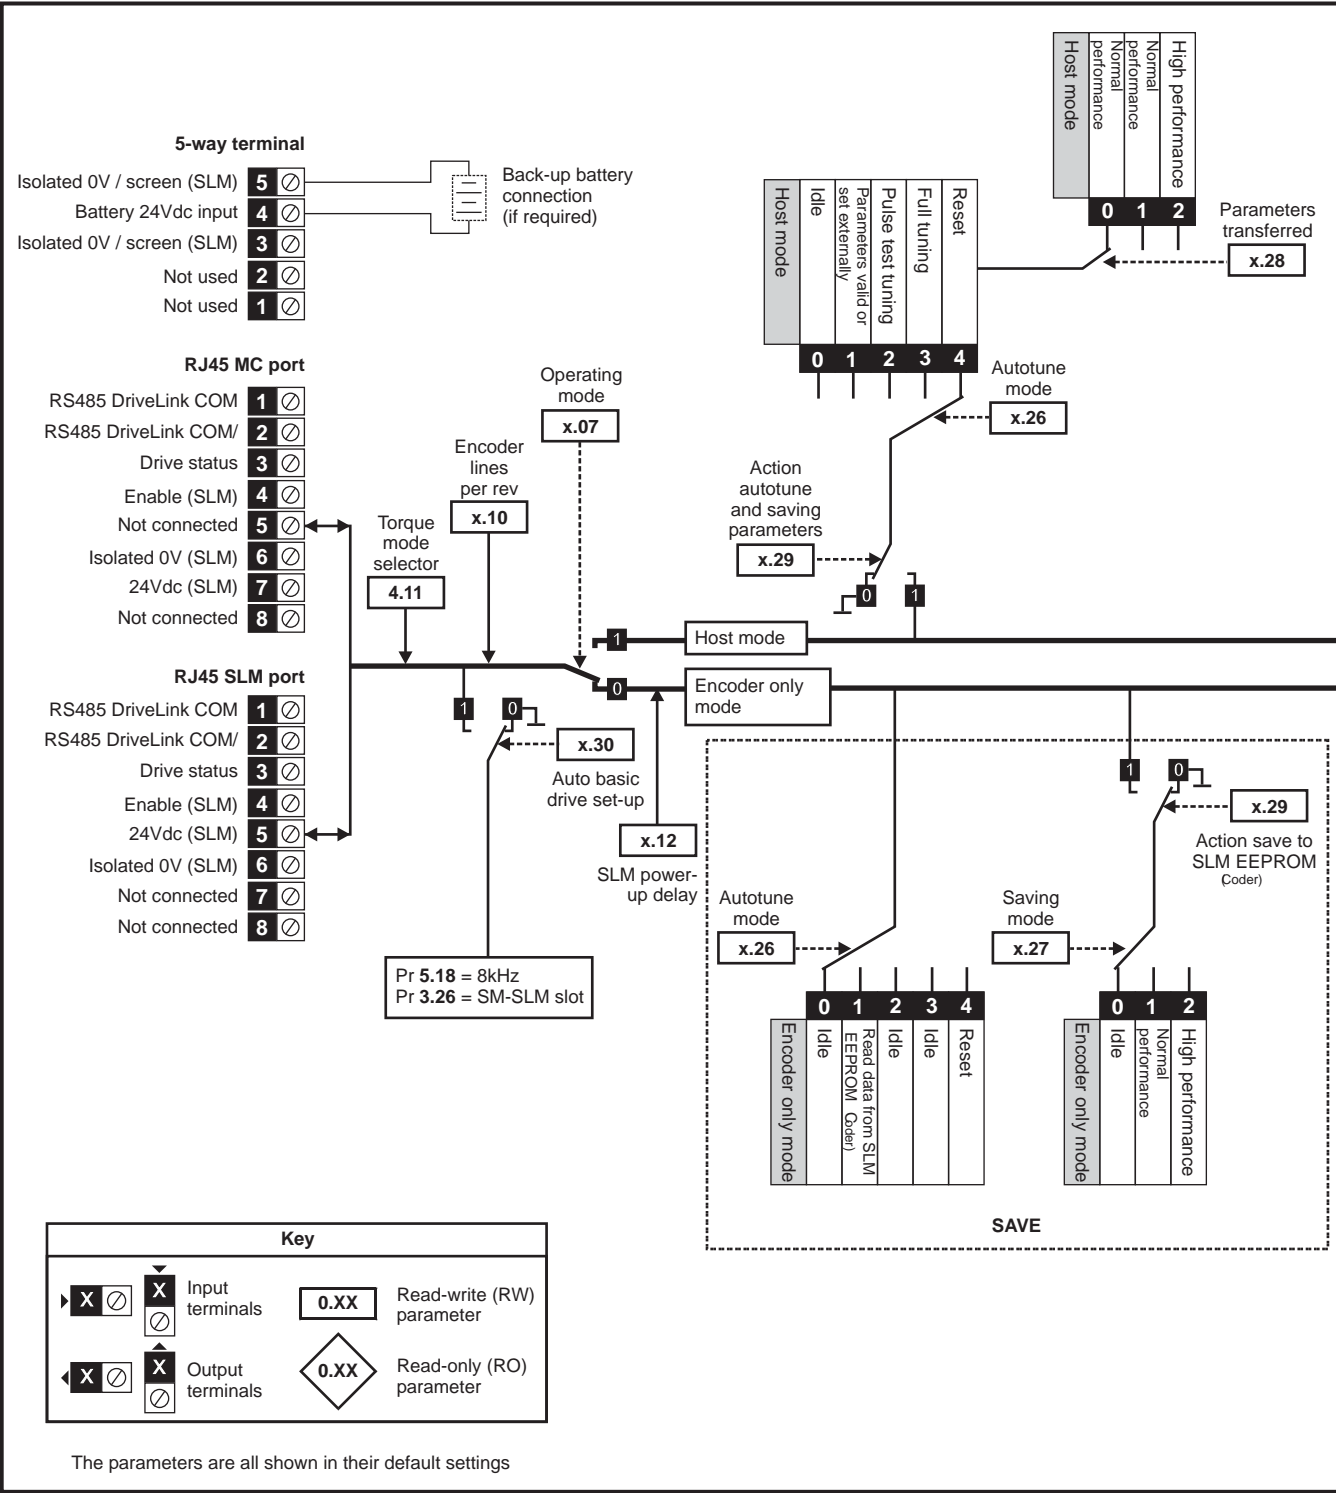 5-way terminal
Isolated 0V / screen (SLM) 5
Battery 24Vdc input 4
Isolated 0V / screen (SLM) 3
Not used 2
Not used 1
Back-up battery
connection
(if required)
RJ45 MC port
RS485 DriveLink COM 1
RS485 DriveLink COM/ 2
Drive status 3
Enable (SLM) 4
Not connected 5
Isolated 0V (SLM) 6
24Vdc (SLM) 7
Not connected 8
RJ45 SLM port
RS485 DriveLink COM 1
RS485 DriveLink COM/ 2
Drive status 3
Enable (SLM) 4
24Vdc (SLM) 5
Isolated 0V (SLM) 6
Not connected 7
Not connected 8
Torque
mode
selector
4.11
Encoder
lines
per rev
x.10
Operating
mode
x.07
1
0
x.30
Auto basic
drive set-up
Pr 5.18 = 8kHz
Pr 3.26 = SM-SLM slot
1
0
x.12
SLM power-
up delay
Host mode
Encoder only
mode
Host mode
Normal
performance
Normal
performance
High performance
0 1 2
Parameters
transferred
x.28
Host mode
Idle
Parameters valid or
set externally
Pulse test tuning
Full tuning
Reset
0 1 2 3 4
Autotune
mode
x.26
Action
autotune
and saving
parameters
x.29
0
1
1
0
x.29
Action save to
SLM EEPROM
(Coder)
Autotune
mode
x.26
Saving
mode
x.27
0 1 2 3 4
Encoder only mode
Idle
Read data from SLM
EEPROM Coder)
Idle
Idle
Reset
0 1 2
Encoder only mode
Idle
Normal
performance
High performance
SAVE
Key
X
X
Input
terminals
0.XX
Read-write (RW)
parameter
X
X
Output
terminals
0.XX
Read-only (RO)
parameter
The parameters are all shown in their default settings